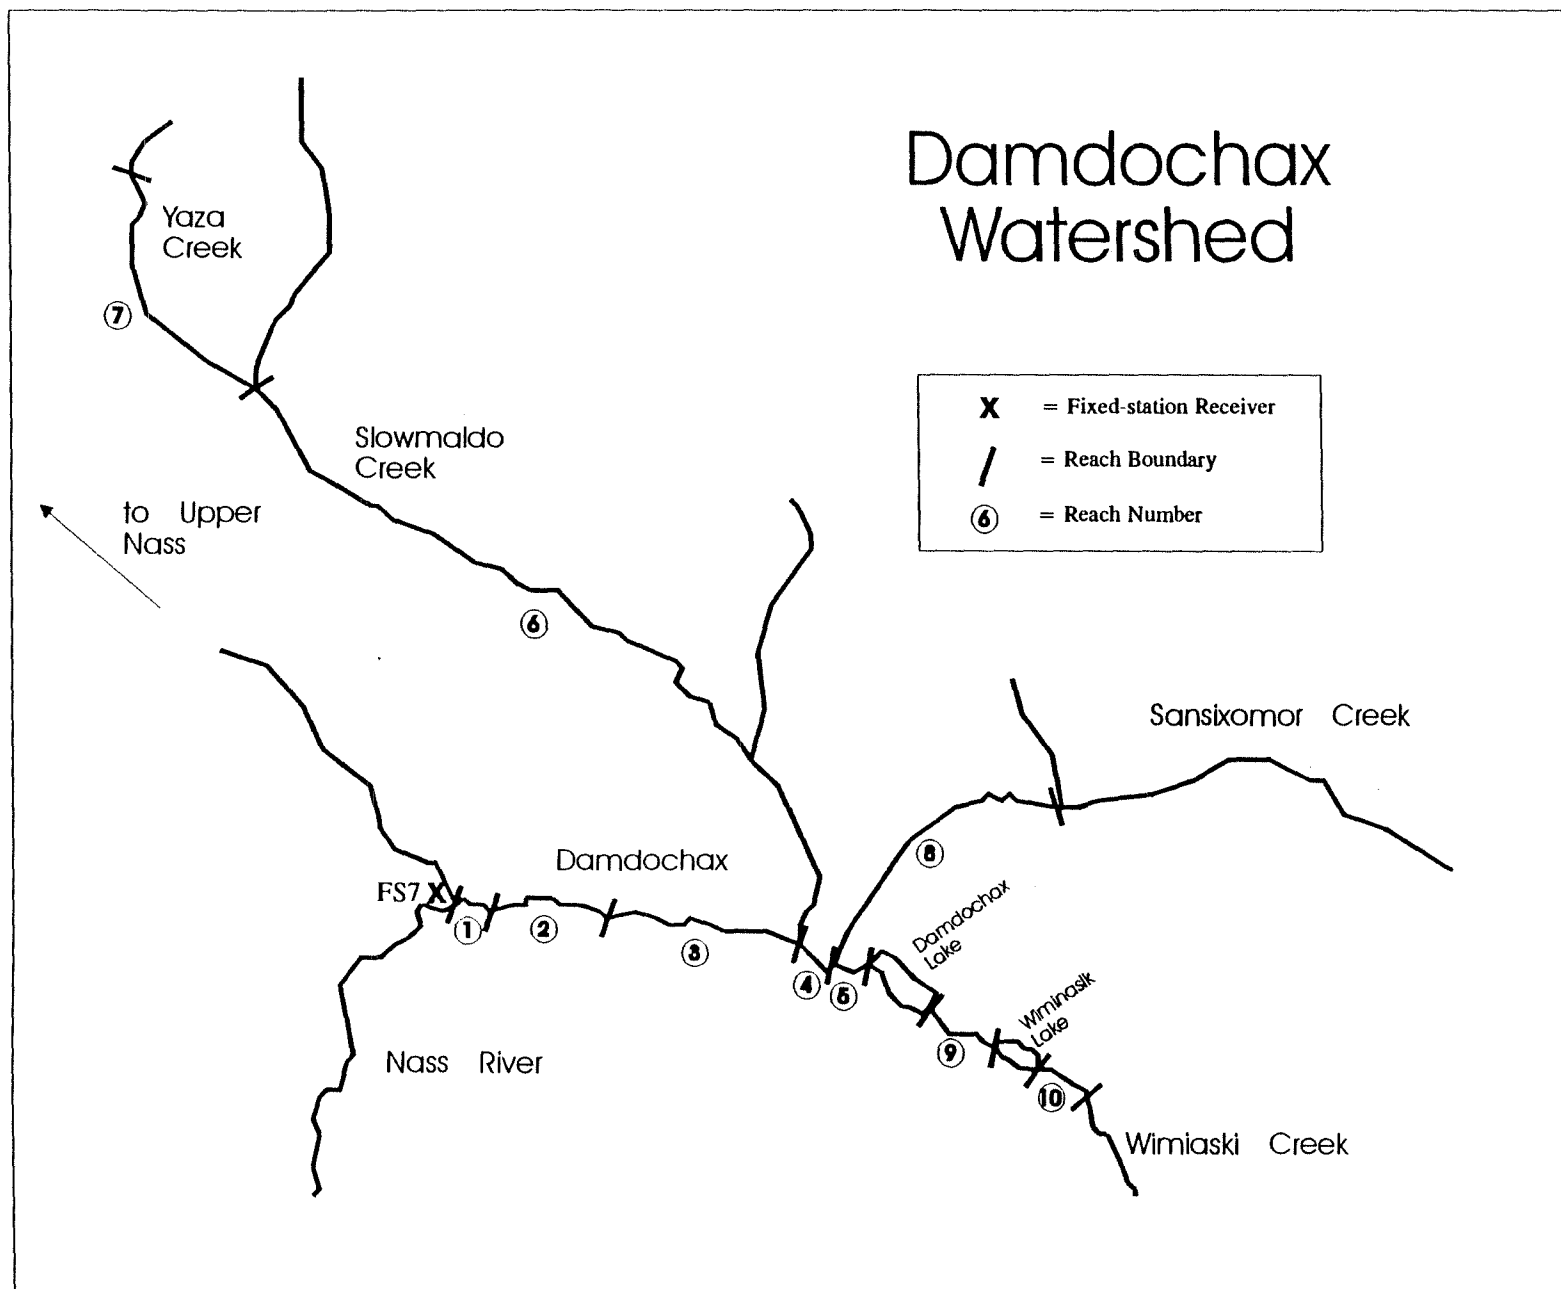 Damdochax
Watershed
Yaza
Creek
7
X = Fixed-station Receiver
/ = Reach Boundary
6 = Reach Number
Slowmaldo
Creek
to Upper
Nass
6
Sansixomor Creek
8
Damdochax
FS7 X
1
2
3
4
5
Damdochax
Lake
Wiminasik
Lake
9
10
Nass River
Wimiaski Creek